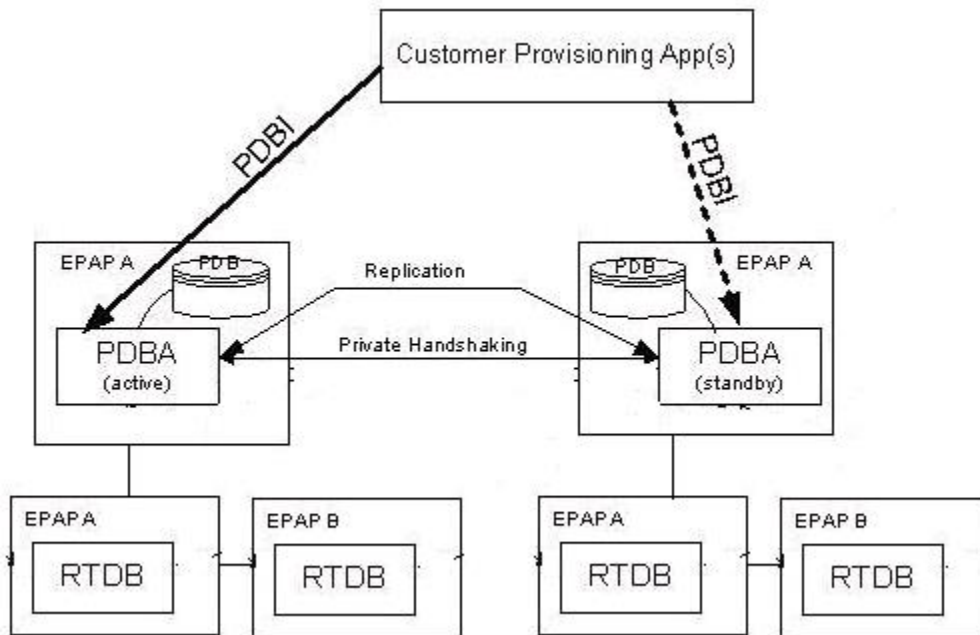 Customer Provisioning App(s)
PDBI
PDBI
EPAP A
PDB
Replication
PDB
EPAP A
Private Handshaking
PDBA
(active)
PDBA
(standby)
EPAP A
RTDB
EPAP B
RTDB
EPAP A
RTDB
EPAP B
RTDB